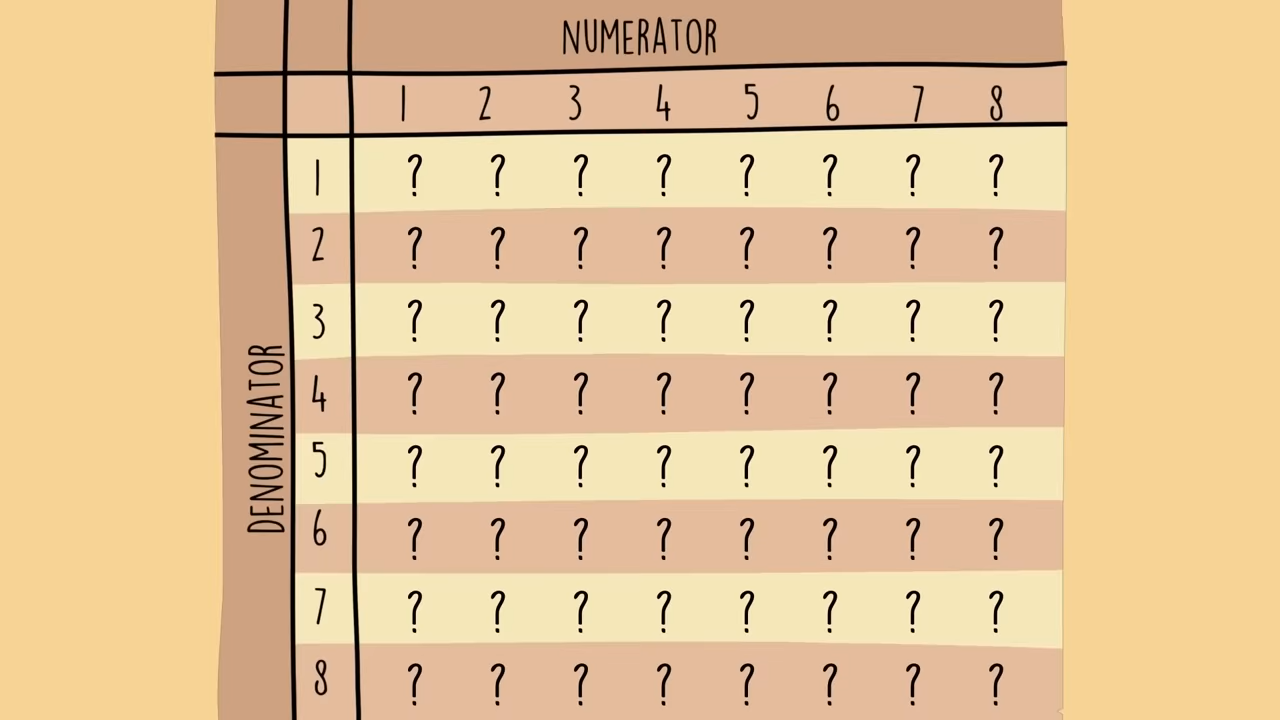 NUMERATOR
1 2 3 4 5 6 7 8
DENOMINATOR
1 ? ? ? ? ? ? ? ?
2 ? ? ? ? ? ? ? ?
3 ? ? ? ? ? ? ? ?
4 ? ? ? ? ? ? ? ?
5 ? ? ? ? ? ? ? ?
6 ? ? ? ? ? ? ? ?
7 ? ? ? ? ? ? ? ?
8 ? ? ? ? ? ? ? ?